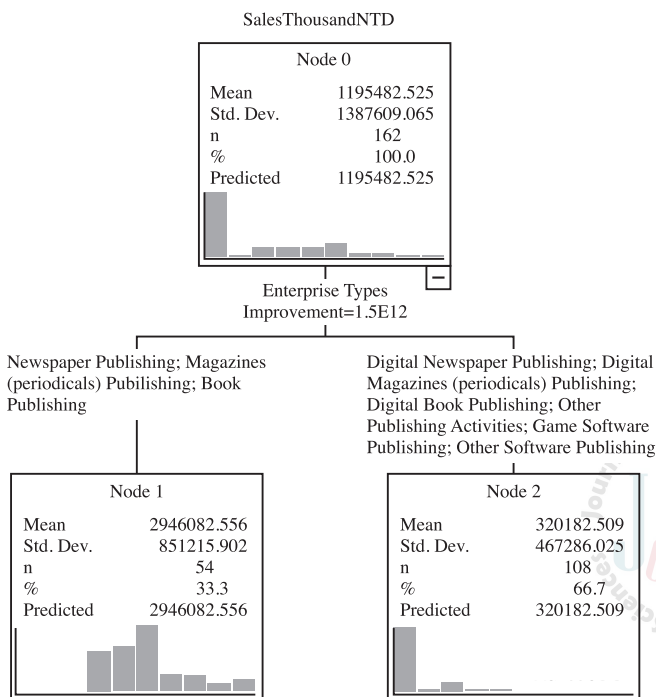 SalesThousandNTD
Node 0
Mean 1195482.525
Std. Dev. 1387609.065
n 162
% 100.0
Predicted 1195482.525
Enterprise Types
Improvement=1.5E12
Newspaper Publishing; Magazines
(periodicals) Pubilishing; Book
Publishing
Digital Newspaper Publishing; Digital
Magazines (periodicals) Publishing;
Digital Book Publishing; Other
Publishing Activities; Game Software
Publishing; Other Software Publishing
Node 1
Mean 2946082.556
Std. Dev. 851215.902
n 54
% 33.3
Predicted 2946082.556
Node 2
Mean 320182.509
Std. Dev. 467286.025
n 108
% 66.7
Predicted 320182.509